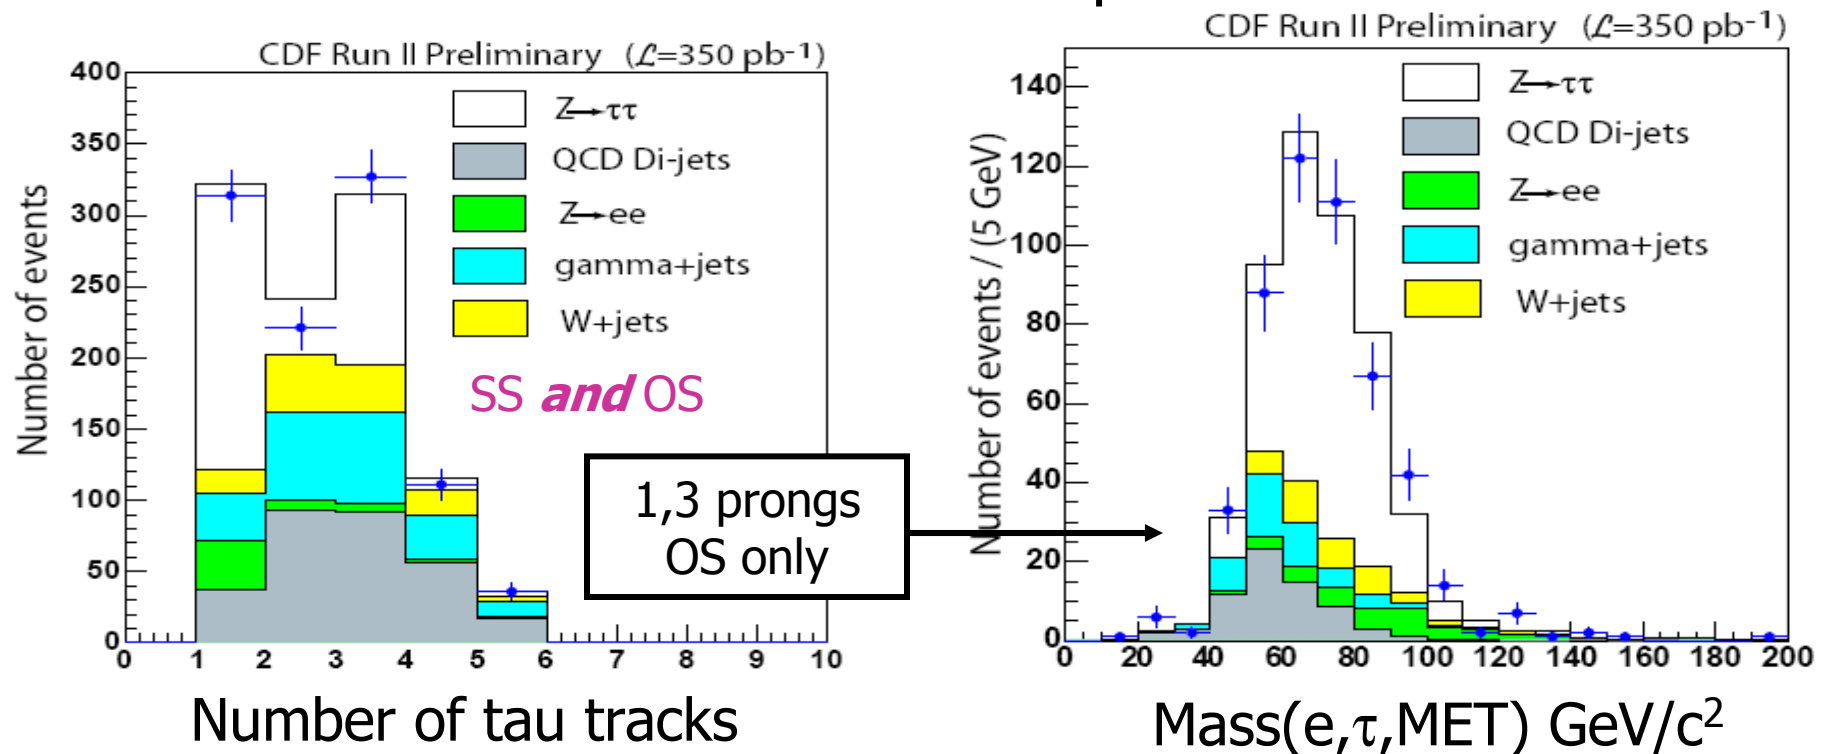 CDF Run II Preliminary (ℒ=350 pb⁻¹)
400
350
300
250
200
150
100
50
0
Number of events
Z→ττ
QCD Di-jets
Z→ee
gamma+jets
W+jets
SS and OS
0 1 2 3 4 5 6 7 8 9 10
Number of tau tracks
1,3 prongs
OS only
CDF Run II Preliminary (ℒ=350 pb⁻¹)
140
120
100
80
60
40
20
0
Number of events / (5 GeV)
Z→ττ
QCD Di-jets
Z→ee
gamma+jets
W+jets
0 20 40 60 80 100 120 140 160 180 200
Mass(e,τ,MET) GeV/c²